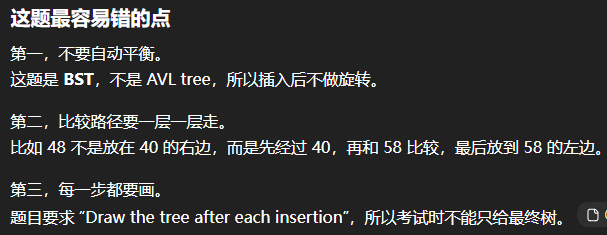 这题最容易错的点
第一，不要自动平衡。
这题是 BST，不是 AVL tree，所以插入后不做旋转。
第二，比较路径要一层一层走。
比如 48 不是放在 40 的右边，而是先经过 40，再和 58 比较，最后放到 58 的左边。
第三，每一步都要画。
题目要求 “Draw the tree after each insertion”，所以考试时不能只给最终树。